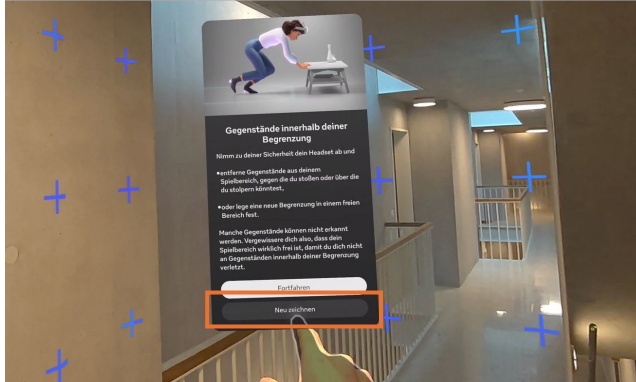 Gegenstände innerhalb deiner
Begrenzung
Nimm zu deiner Sicherheit dein Headset ab und
•entferne Gegenstände aus deinem
Spielbereich, gegen die du stoßen oder über die
du stolpern könntest,
•oder lege eine neue Begrenzung in einem freien
Bereich fest.
Manche Gegenstände können nicht erkannt
werden. Vergewissere dich also, dass dein
Spielbereich wirklich frei ist, damit du dich nicht
an Gegenständen innerhalb deiner Begrenzung
verletzt.
Fortfahren
Neu zeichnen